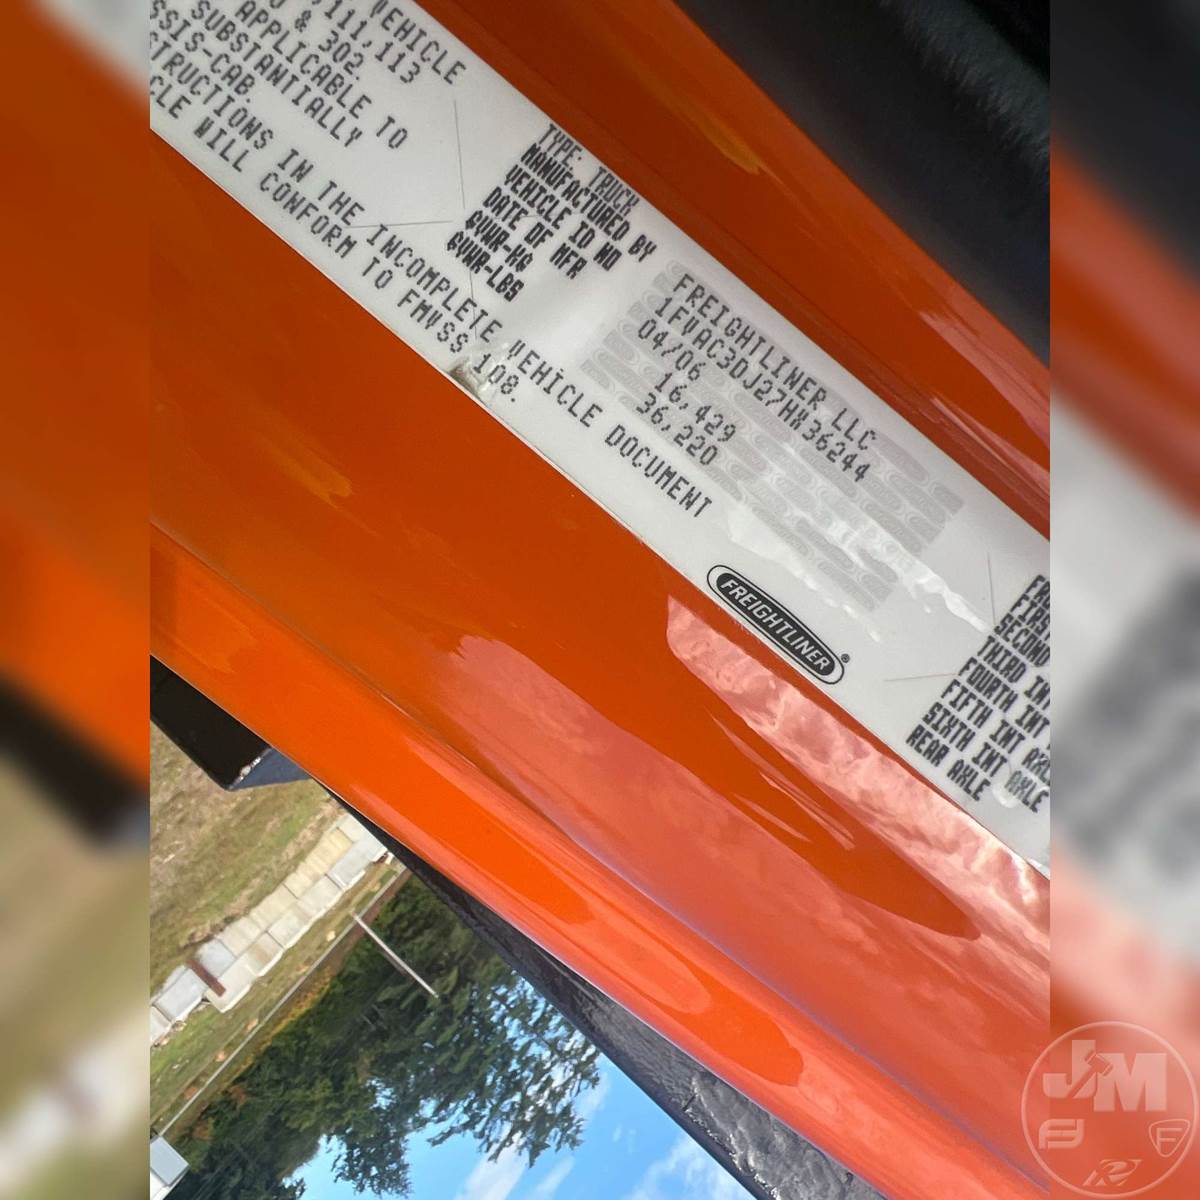 VEHICLE
111,113
& 302.
APPLICABLE TO
SUBSTANTIALLY
SSIS-CAB.
STRUCTIONS IN THE INCOMPLETE VEHICLE DOCUMENT
CLE WILL CONFORM TO FMVSS 108.
TYPE, TRUCK
MANUFACTURED BY FREIGHTLINER LLC
VEHICLE ID NO 1FVAC3DJ27HX36244
DATE OF MFR 04/06
GVWR-KG 16,429
GVWR-LBS 36,220
FREIGHTLINER®
FIRST
SECOND
THIRD INT
FOURTH INT
FIFTH INT AXL
SIXTH INT AXLE
REAR AXLE
J&M